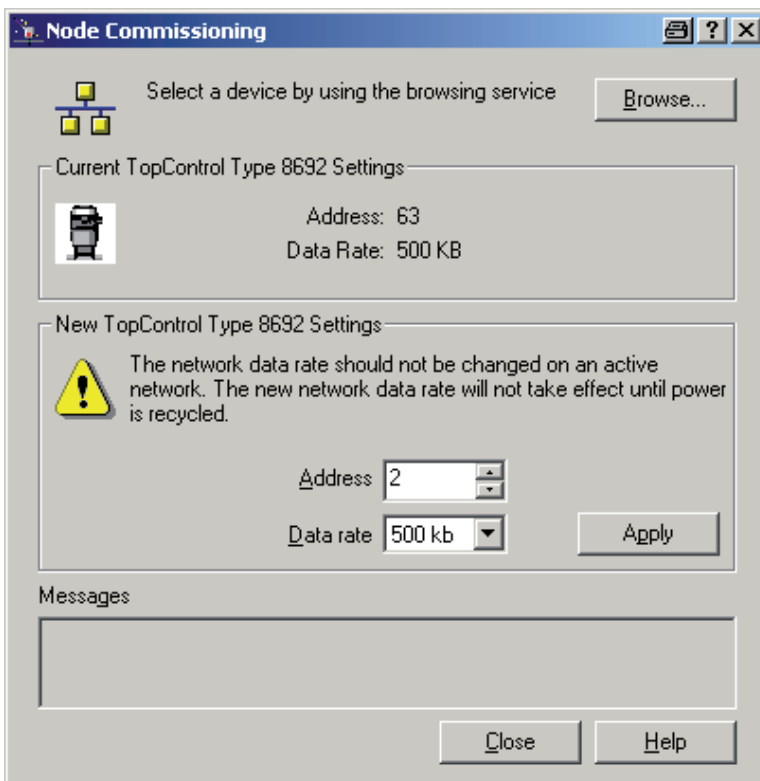 Node Commissioning
Select a device by using the browsing service
Browse...
Current TopControl Type 8692 Settings
Address: 63
Data Rate: 500 KB
New TopControl Type 8692 Settings
The network data rate should not be changed on an active
network. The new network data rate will not take effect until power
is recycled.
Address 2
Data rate 500 kb
Apply
Messages
Close
Help